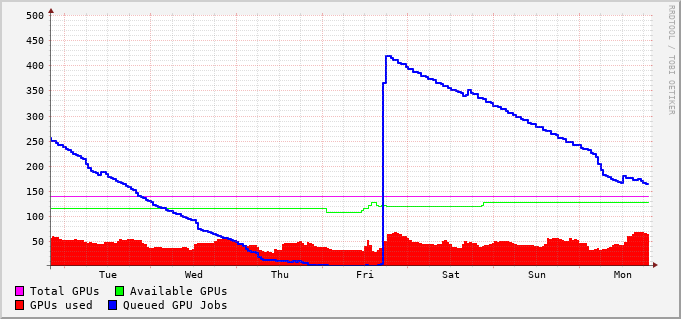 500
450
400
350
300
250
200
150
100
50
Tue Wed Thu Fri Sat Sun Mon
Total GPUs Available GPUs
GPUs used Queued GPU Jobs
RRDTOOL / TOBI OETIKER